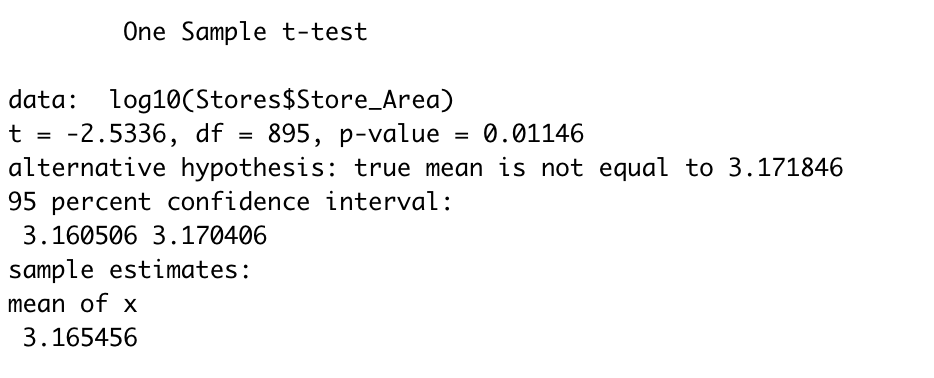 One Sample t-test
data:  log10(Stores$Store_Area)
t = -2.5336, df = 895, p-value = 0.01146
alternative hypothesis: true mean is not equal to 3.171846
95 percent confidence interval:
3.160506 3.170406
sample estimates:
mean of x
3.165456